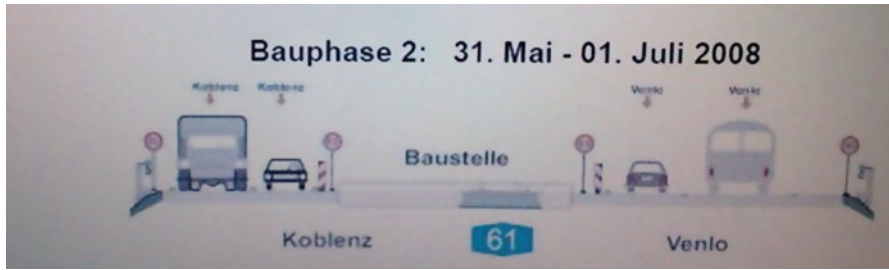 Bauphase 2: 31. Mai - 01. Juli 2008
Koblenz Koblenz Venlo Venlo
Baustelle
Koblenz 61 Venlo